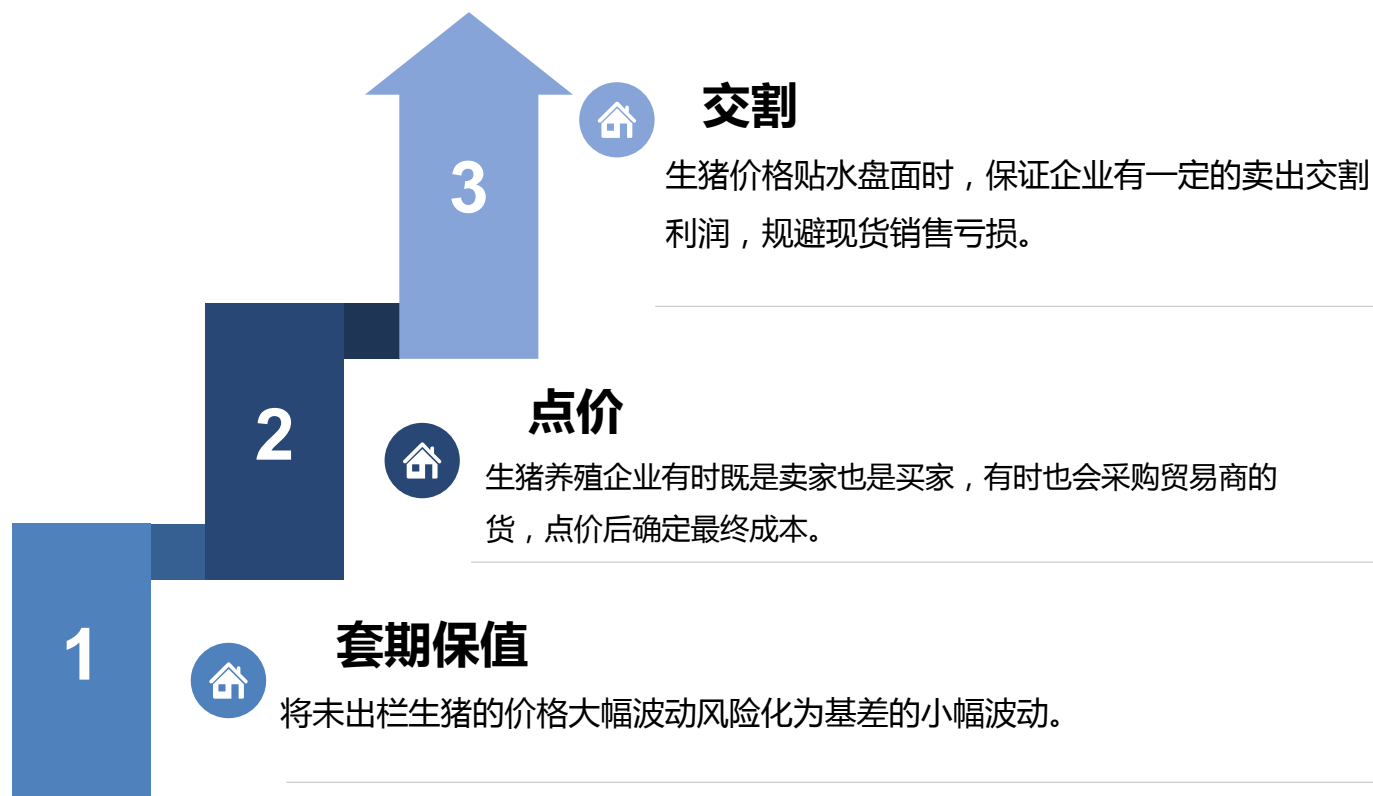 3
交割
生猪价格贴水盘面时，保证企业有一定的卖出交割
利润，规避现货销售亏损。
2
点价
生猪养殖企业有时既是卖家也是买家，有时也会采购贸易商的
货，点价后确定最终成本。
1
套期保值
将未出栏生猪的价格大幅波动风险化为基差的小幅波动。